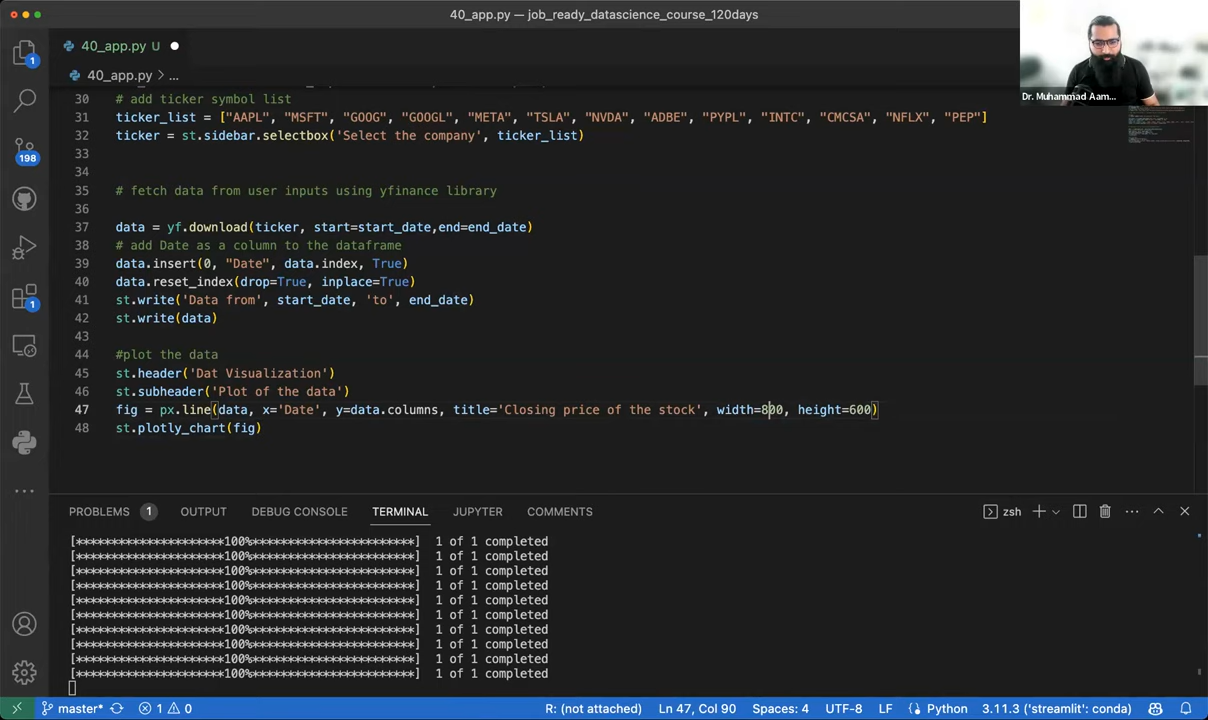 40_app.py — job_ready_datascience_course_120days
40_app.py U
40_app.py > ...
Dr. Muhammad Aam...
30 # add ticker symbol list
31 ticker_list = ["AAPL", "MSFT", "GOOG", "GOOGL", "META", "TSLA", "NVDA", "ADBE", "PYPL", "INTC", "CMCSA", "NFLX", "PEP"]
32 ticker = st.sidebar.selectbox('Select the company', ticker_list)
33
34
35 # fetch data from user inputs using yfinance library
36
37 data = yf.download(ticker, start=start_date,end=end_date)
38 # add Date as a column to the dataframe
39 data.insert(0, "Date", data.index, True)
40 data.reset_index(drop=True, inplace=True)
41 st.write('Data from', start_date, 'to', end_date)
42 st.write(data)
43
44 #plot the data
45 st.header('Dat Visualization')
46 st.subheader('Plot of the data')
47 fig = px.line(data, x='Date', y=data.columns, title='Closing price of the stock', width=800, height=600)
48 st.plotly_chart(fig)
1
198
1
PROBLEMS 1 OUTPUT DEBUG CONSOLE TERMINAL JUPYTER COMMENTS zsh
[**********************100%***********************] 1 of 1 completed
[**********************100%***********************] 1 of 1 completed
[**********************100%***********************] 1 of 1 completed
[**********************100%***********************] 1 of 1 completed
[**********************100%***********************] 1 of 1 completed
[**********************100%***********************] 1 of 1 completed
[**********************100%***********************] 1 of 1 completed
[**********************100%***********************] 1 of 1 completed
[**********************100%***********************] 1 of 1 completed
[**********************100%***********************] 1 of 1 completed
master* 1 0 R: (not attached) Ln 47, Col 90 Spaces: 4 UTF-8 LF Python 3.11.3 ('streamlit': conda)